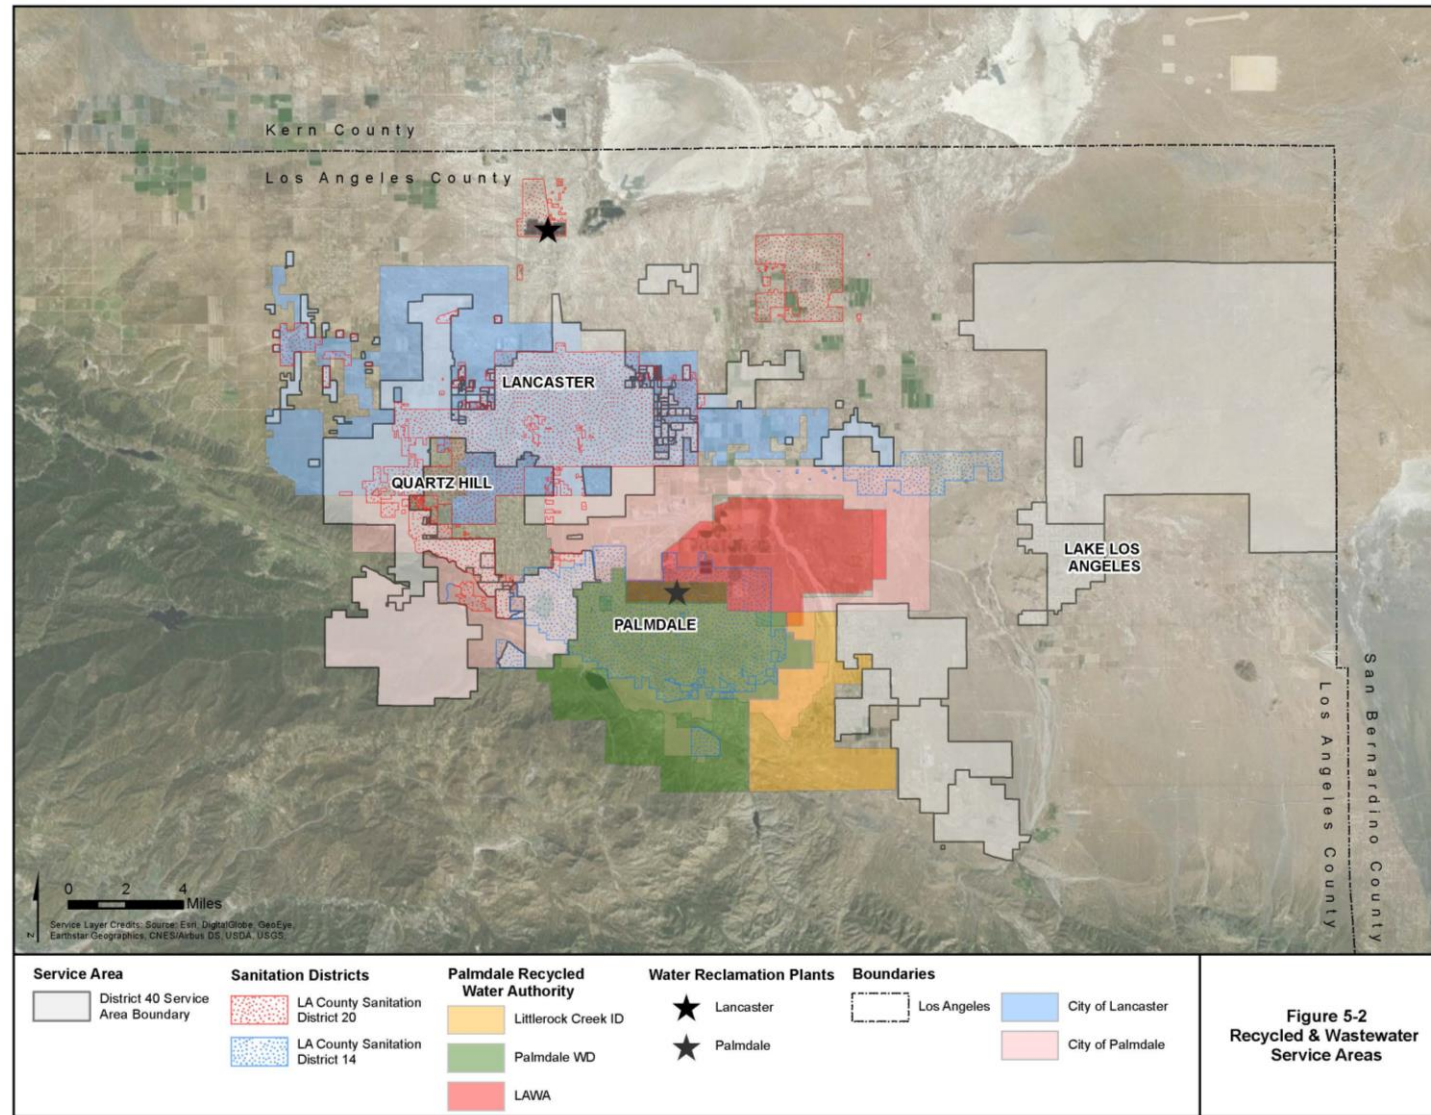 Kern County
Los Angeles County
LANCASTER
QUARTZ HILL
LAKE LOS
ANGELES
PALMDALE
San Bernardino County
Los Angeles County
0 2 4
Miles
N
Service Layer Credits: Source: Esri, DigitalGlobe, GeoEye,
Earthstar Geographics, CNES/Airbus DS, USDA, USGS,
Service Area
District 40 Service
Area Boundary
Sanitation Districts
LA County Sanitation
District 20
LA County Sanitation
District 14
Palmdale Recycled
Water Authority
Littlerock Creek ID
Palmdale WD
LAWA
Water Reclamation Plants
Lancaster
Palmdale
Boundaries
Los Angeles
City of Lancaster
City of Palmdale
Figure 5-2
Recycled & Wastewater
Service Areas